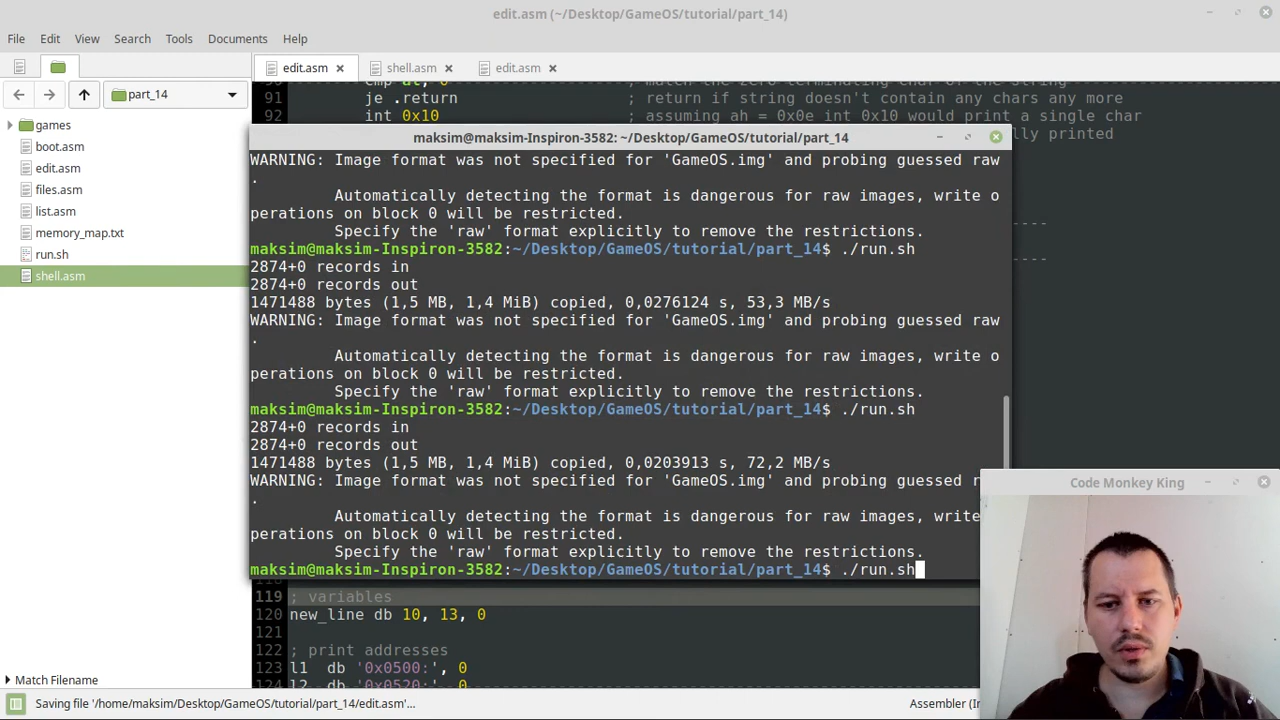 edit.asm (~/Desktop/GameOS/tutorial/part_14)
File Edit View Search Tools Documents Help
edit.asm shell.asm edit.asm
part_14
games
boot.asm
edit.asm
files.asm
list.asm
memory_map.txt
run.sh
shell.asm
Match Filename
91 je .return ; return if string doesn't contain any chars any more
92 int 0x10 ; assuming ah = 0x0e int 0x10 would print a single char
maksim@maksim-Inspiron-3582: ~/Desktop/GameOS/tutorial/part_14
WARNING: Image format was not specified for 'GameOS.img' and probing guessed raw
.
Automatically detecting the format is dangerous for raw images, write o
perations on block 0 will be restricted.
Specify the 'raw' format explicitly to remove the restrictions.
maksim@maksim-Inspiron-3582:~/Desktop/GameOS/tutorial/part_14$ ./run.sh
2874+0 records in
2874+0 records out
1471488 bytes (1,5 MB, 1,4 MiB) copied, 0,0276124 s, 53,3 MB/s
WARNING: Image format was not specified for 'GameOS.img' and probing guessed raw
.
Automatically detecting the format is dangerous for raw images, write o
perations on block 0 will be restricted.
Specify the 'raw' format explicitly to remove the restrictions.
maksim@maksim-Inspiron-3582:~/Desktop/GameOS/tutorial/part_14$ ./run.sh
2874+0 records in
2874+0 records out
1471488 bytes (1,5 MB, 1,4 MiB) copied, 0,0203913 s, 72,2 MB/s
WARNING: Image format was not specified for 'GameOS.img' and probing guessed r
.
Automatically detecting the format is dangerous for raw images, write
perations on block 0 will be restricted.
Specify the 'raw' format explicitly to remove the restrictions.
maksim@maksim-Inspiron-3582:~/Desktop/GameOS/tutorial/part_14$ ./run.sh
Code Monkey King
119 ; variables
120 new_line db 10, 13, 0
121
122 ; print addresses
123 l1 db '0x0500:', 0
124 l2 db '0x0520:', 0
Saving file '/home/maksim/Desktop/GameOS/tutorial/part_14/edit.asm'...
Assembler (In